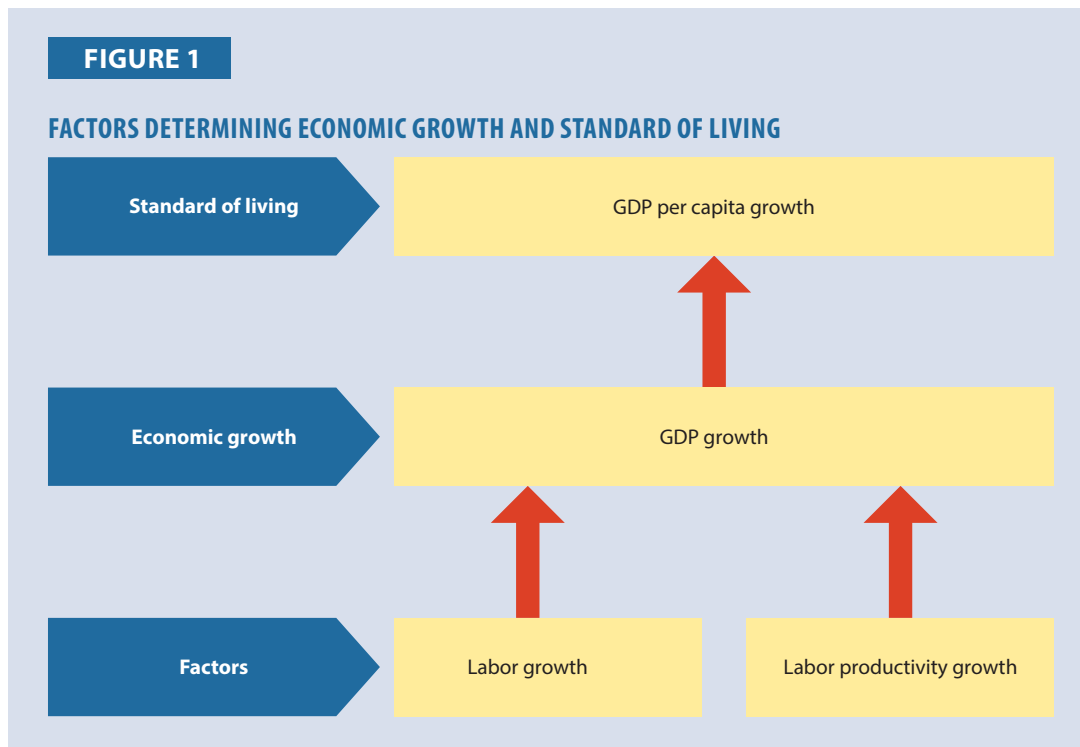 FIGURE 1
FACTORS DETERMINING ECONOMIC GROWTH AND STANDARD OF LIVING
Standard of living
GDP per capita growth
Economic growth
GDP growth
Factors
Labor growth
Labor productivity growth